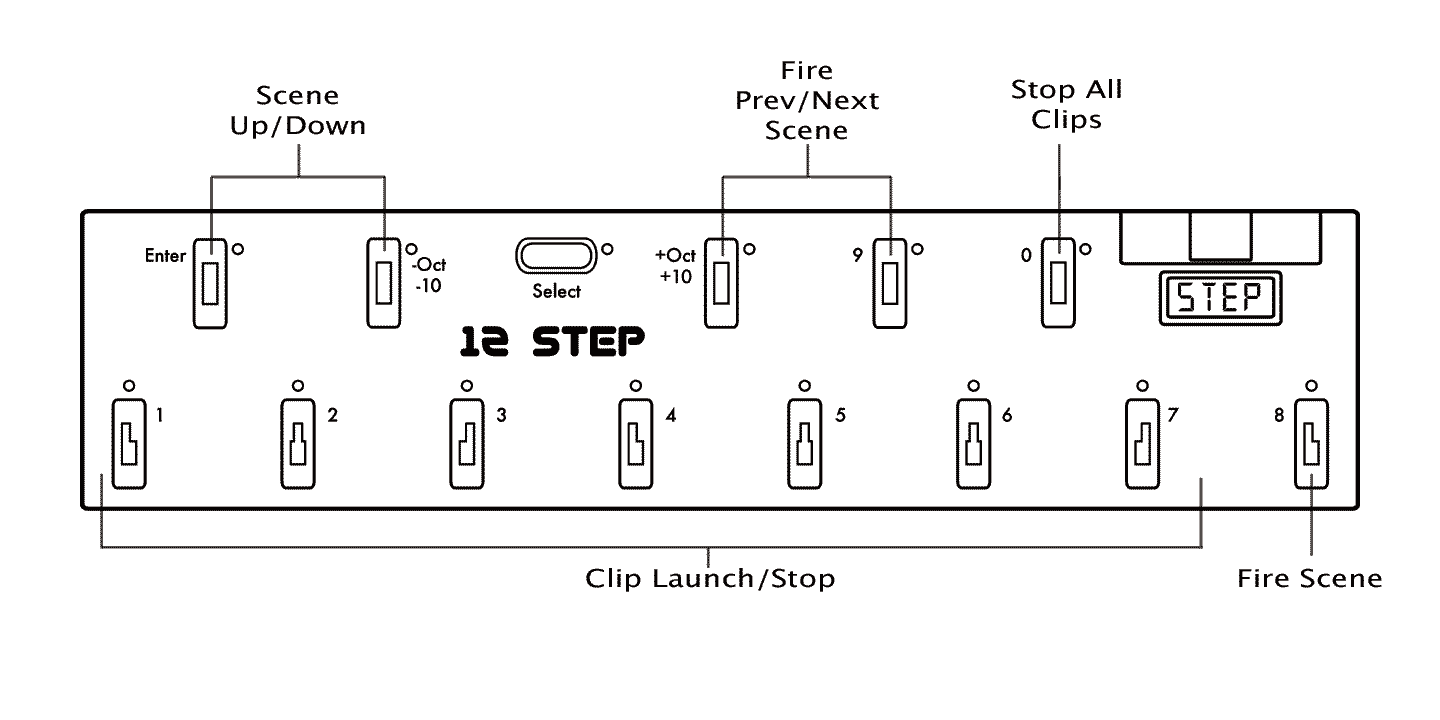 Scene
Up/Down
Fire
Prev/Next
Scene
Stop All
Clips
Enter
-Oct
-10
Select
+Oct
+10
9
0
STEP
12 STEP
1
2
3
4
5
6
7
8
Clip Launch/Stop
Fire Scene